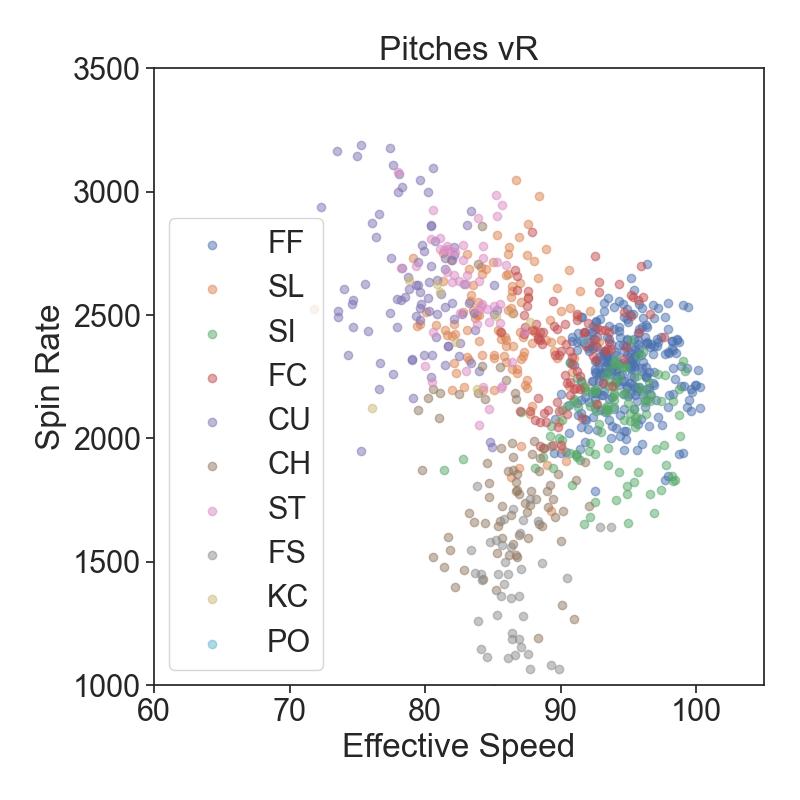 Pitches vR
3500
3000
2500
2000
1500
1000
Spin Rate
FF
SL
SI
FC
CU
CH
ST
FS
KC
PO
60 70 80 90 100
Effective Speed